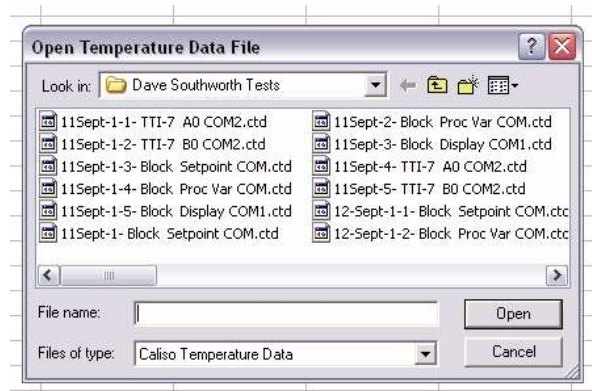 Open Temperature Data File
Look in: Dave Southworth Tests
11Sept-1-1- TTI-7 A0 COM2.ctd
11Sept-1-2- TTI-7 B0 COM2.ctd
11Sept-1-3- Block Setpoint COM.ctd
11Sept-1-4- Block Proc Var COM.ctd
11Sept-1-5- Block Display COM1.ctd
11Sept-1- Block Setpoint COM.ctd
11Sept-2- Block Proc Var COM.ctd
11Sept-3- Block Display COM1.ctd
11Sept-4- TTI-7 A0 COM2.ctd
11Sept-5- TTI-7 B0 COM2.ctd
12-Sept-1-1- Block Setpoint COM.ctc
12-Sept-1-2- Block Proc Var COM.ctc
File name:
Open
Files of type: Caliso Temperature Data
Cancel